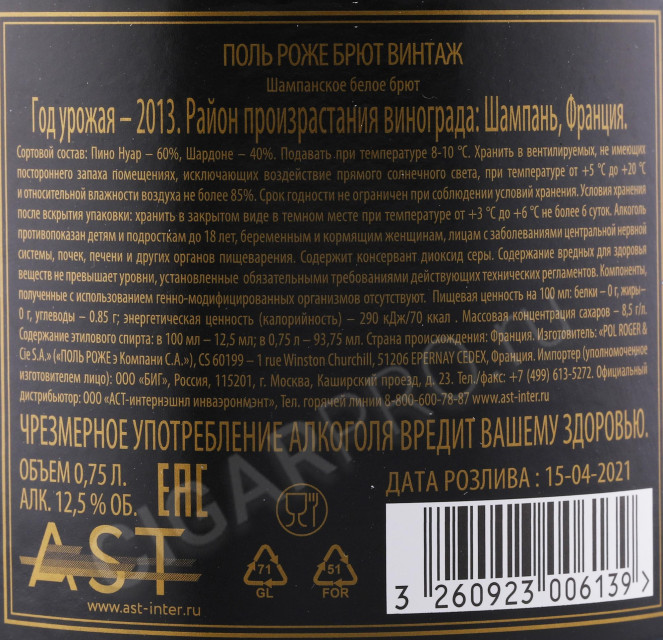 ПОЛЬ РОЖЕ БРЮТ ВИНТАЖ
Шампанское белое брют
Год урожая – 2013. Район произрастания винограда: Шампань, Франция.
Сортовой состав: Пино Нуар – 60%, Шардоне – 40%. Подавать при температуре 8-10 °C. Хранить в вентилируемых, не имеющих
постороннего запаха помещениях, исключающих воздействие прямого солнечного света, при температуре от +5 °C до +20 °C
и относительной влажности воздуха не более 85%. Срок годности не ограничен при соблюдении условий хранения. Условия хранения
после вскрытия упаковки: хранить в закрытом виде в темном месте при температуре от +3 °C до +6 °C не более 6 суток. Алкоголь
противопоказан детям и подросткам до 18 лет, беременным и кормящим женщинам, лицам с заболеваниями центральной нервной
системы, почек, печени и других органов пищеварения. Содержит консервант диоксид серы. Содержание вредных для здоровья
веществ не превышает уровни, установленные обязательными требованиями действующих технических регламентов. Компоненты,
полученные с использованием генно-модифицированных организмов отсутствуют. Пищевая ценность на 100 мл: белки – 0 г, жиры–
0 г, углеводы – 0.85 г; энергетическая ценность (калорийность) – 290 кДж/70 ккал . Массовая концентрация сахаров – 8,5 г/л.
Содержание этилового спирта: в 100 мл – 12,5 мл; в 0,75 л – 93,75 мл. Страна происхождения: Франция. Изготовитель: «POL ROGER &
Cie S.A.» («ПОЛЬ РОЖЕ э Компани С.А.»), CS 60199 – 1 rue Winston Churchill, 51206 EPERNAY CEDEX, Франция. Импортер (уполномоченное
изготовителем лицо): ООО «БИГ», Россия, 115201, г. Москва, Каширский проезд, д. 23. Тел./факс: +7 (499) 613-5272. Официальный
дистрибьютор: ООО «АСТ-интернэшнл инваэронмэнт», Тел. горячей линии 8-800-600-78-87 www.ast-inter.ru
ЧРЕЗМЕРНОЕ УПОТРЕБЛЕНИЕ АЛКОГОЛЯ ВРЕДИТ ВАШЕМУ ЗДОРОВЬЮ.
ОБЪЕМ 0,75 Л.
АЛК. 12,5 % ОБ.
EAC
ДАТА РОЗЛИВА : 15-04-2021
AST
www.ast-inter.ru
71
GL
51
FOR
3 260923 006139 >
CIGARPRO.ru